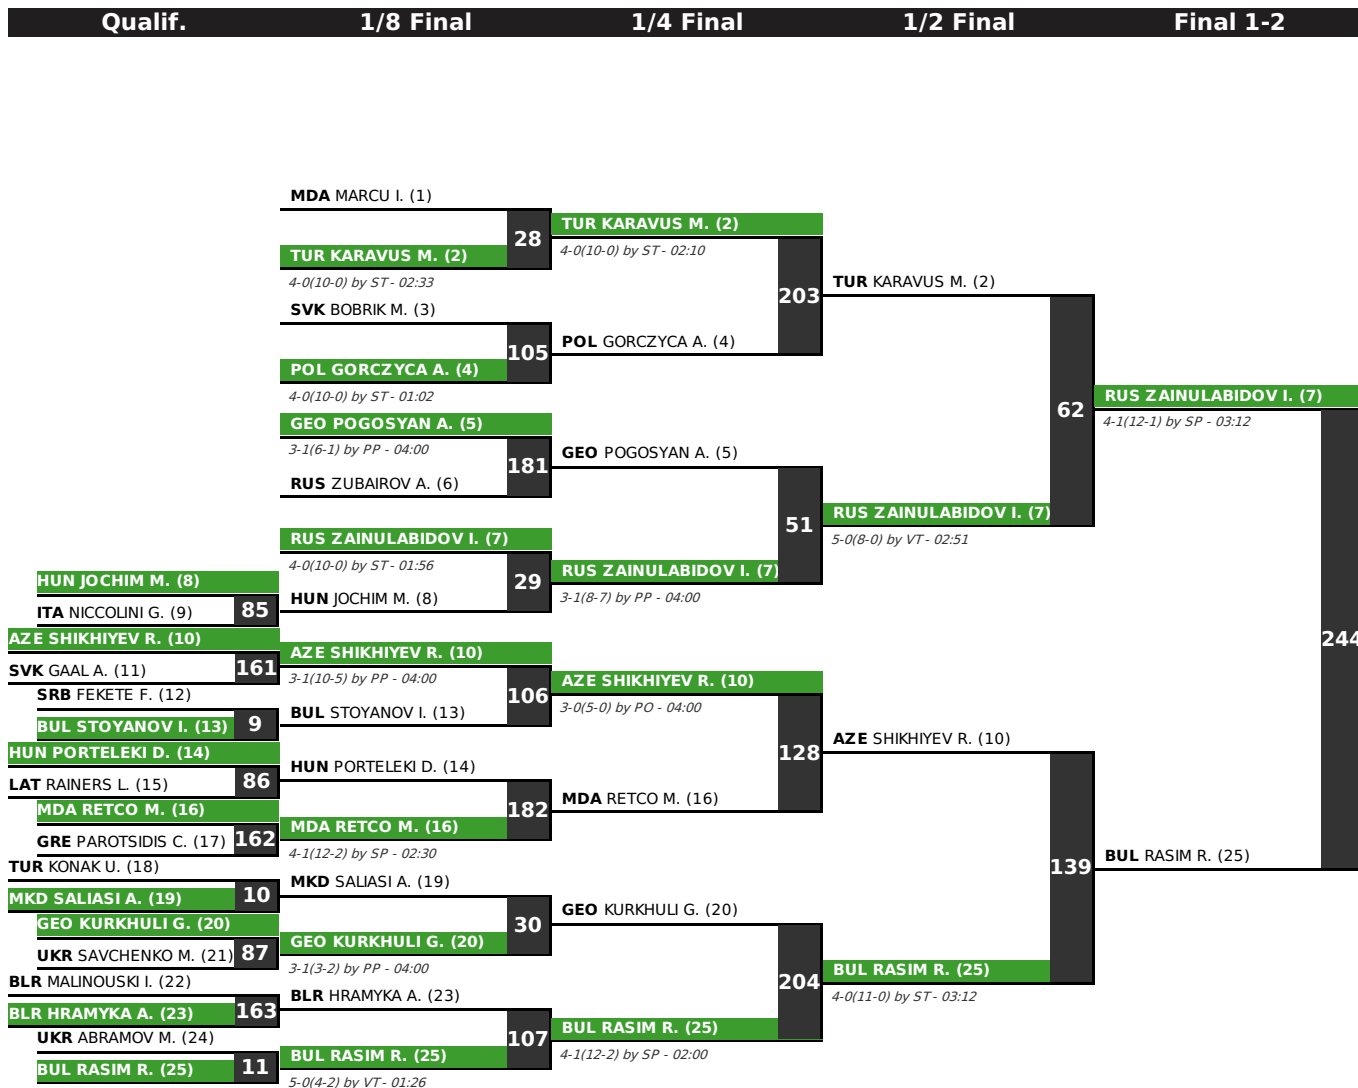 Qualif.
1/8 Final
1/4 Final
1/2 Final
Final 1-2
HUN JOCHIM M. (8)
ITA NICCOLINI G. (9)
85
AZE SHIKHIYEV R. (10)
SVK GAAL A. (11)
161
SRB FEKETE F. (12)
BUL STOYANOV I. (13)
9
HUN PORTELEKI D. (14)
LAT RAINERS L. (15)
86
MDA RETCO M. (16)
GRE PAROTSIDIS C. (17)
162
TUR KONAK U. (18)
MKD SALIASI A. (19)
10
GEO KURKHULI G. (20)
UKR SAVCHENKO M. (21)
87
BLR MALINOUSKI I. (22)
BLR HRAMYKA A. (23)
163
UKR ABRAMOV M. (24)
BUL RASIM R. (25)
11
MDA MARCU I. (1)
TUR KARAVUS M. (2)
28
4-0(10-0) by ST - 02:33
SVK BOBRIK M. (3)
POL GORCZYCA A. (4)
105
4-0(10-0) by ST - 01:02
GEO POGOSYAN A. (5)
3-1(6-1) by PP - 04:00
RUS ZUBAIROV A. (6)
181
RUS ZAINULABIDOV I. (7)
4-0(10-0) by ST - 01:56
HUN JOCHIM M. (8)
29
AZE SHIKHIYEV R. (10)
3-1(10-5) by PP - 04:00
BUL STOYANOV I. (13)
106
HUN PORTELEKI D. (14)
MDA RETCO M. (16)
182
4-1(12-2) by SP - 02:30
MKD SALIASI A. (19)
GEO KURKHULI G. (20)
30
3-1(3-2) by PP - 04:00
BLR HRAMYKA A. (23)
BUL RASIM R. (25)
107
5-0(4-2) by VT - 01:26
TUR KARAVUS M. (2)
4-0(10-0) by ST - 02:10
POL GORCZYCA A. (4)
203
GEO POGOSYAN A. (5)
RUS ZAINULABIDOV I. (7)
51
3-1(8-7) by PP - 04:00
AZE SHIKHIYEV R. (10)
3-0(5-0) by PO - 04:00
MDA RETCO M. (16)
128
GEO KURKHULI G. (20)
BUL RASIM R. (25)
204
4-1(12-2) by SP - 02:00
TUR KARAVUS M. (2)
RUS ZAINULABIDOV I. (7)
62
5-0(8-0) by VT - 02:51
AZE SHIKHIYEV R. (10)
BUL RASIM R. (25)
139
4-0(11-0) by ST - 03:12
RUS ZAINULABIDOV I. (7)
4-1(12-1) by SP - 03:12
BUL RASIM R. (25)
244